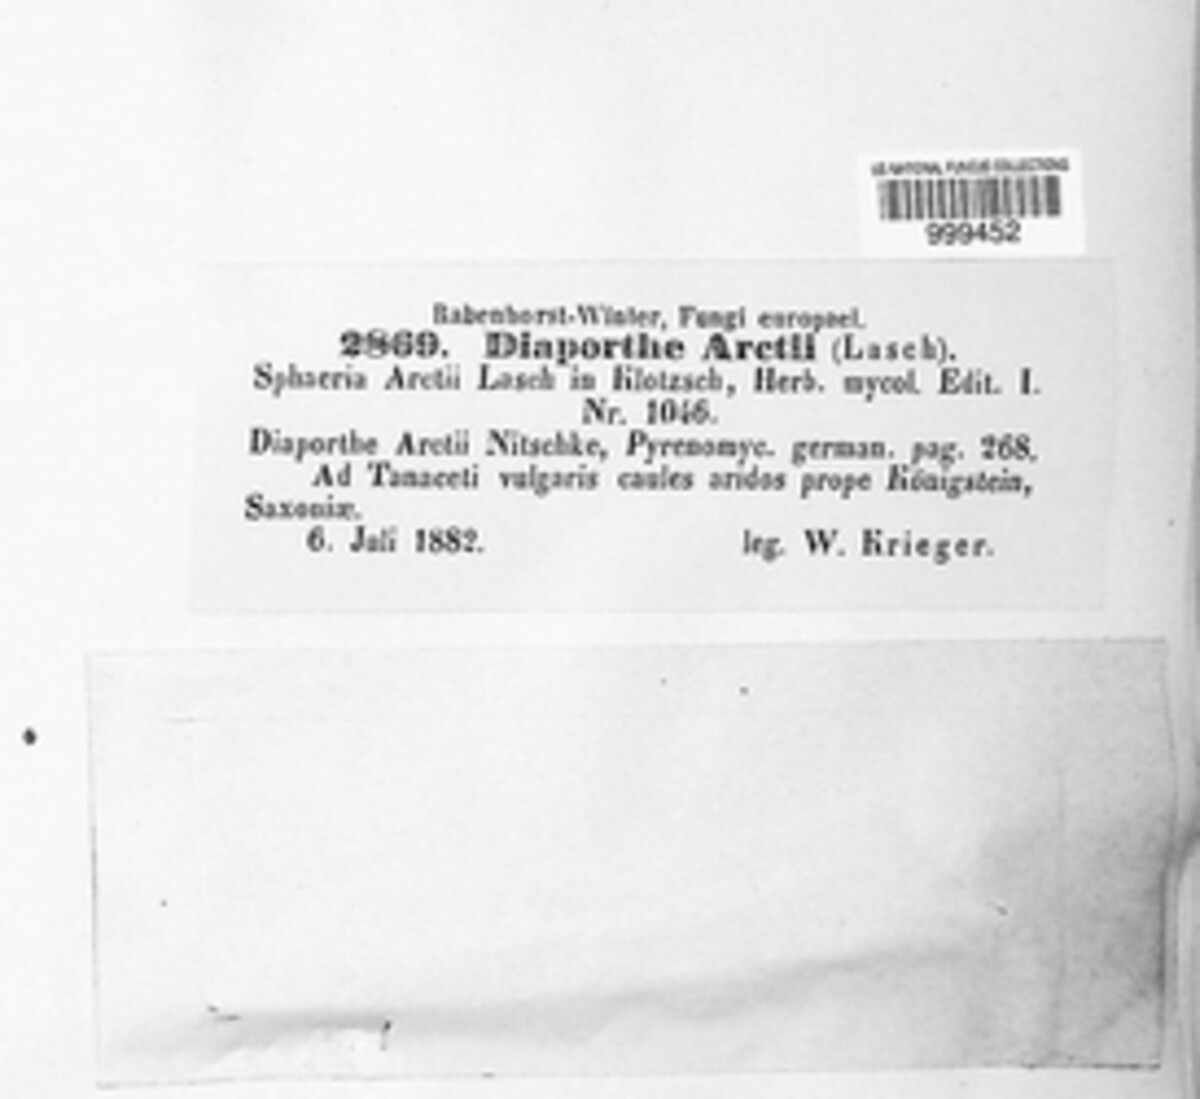 US NATIONAL FUNGUS COLLECTIONS
999452
Rabenhorst-Winter, Fungi europaei.
2869. Diaporthe Arctii (Lasch).
Sphaeria Arctii Lasch in Klotzsch, Herb. mycol. Edit. I.
Nr. 1046.
Diaporthe Arctii Nitschke, Pyrenomyc. german. pag. 268.
Ad Tanaceti vulgaris caules aridos prope Königstein,
Saxoniæ.
6. Juli 1882. leg. W. Krieger.